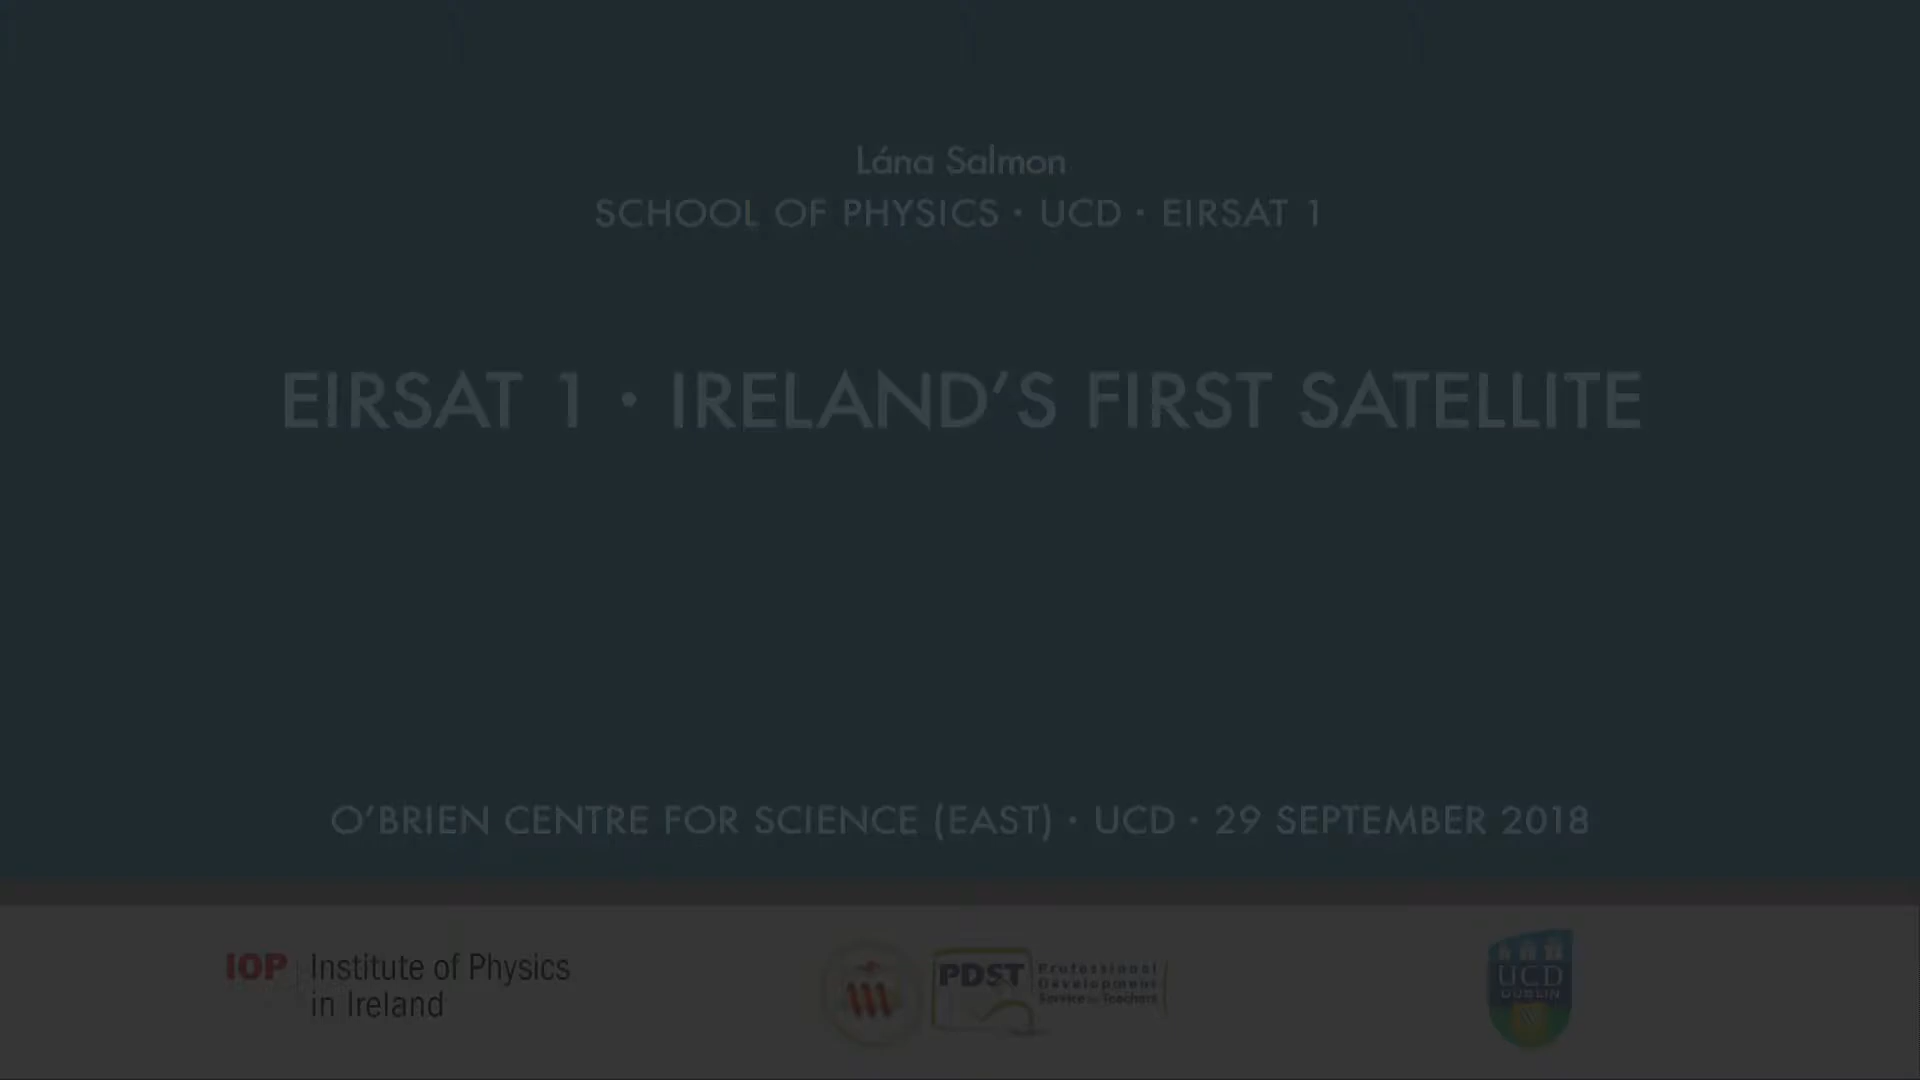 Lána Salmon
SCHOOL OF PHYSICS • UCD • EIRSAT 1
EIRSAT 1 • IRELAND’S FIRST SATELLITE
O’BRIEN CENTRE FOR SCIENCE (EAST) • UCD • 29 SEPTEMBER 2018
IOP Institute of Physics
in Ireland
PDST
Professional
Development
Service for Teachers
UCD
DUBLIN